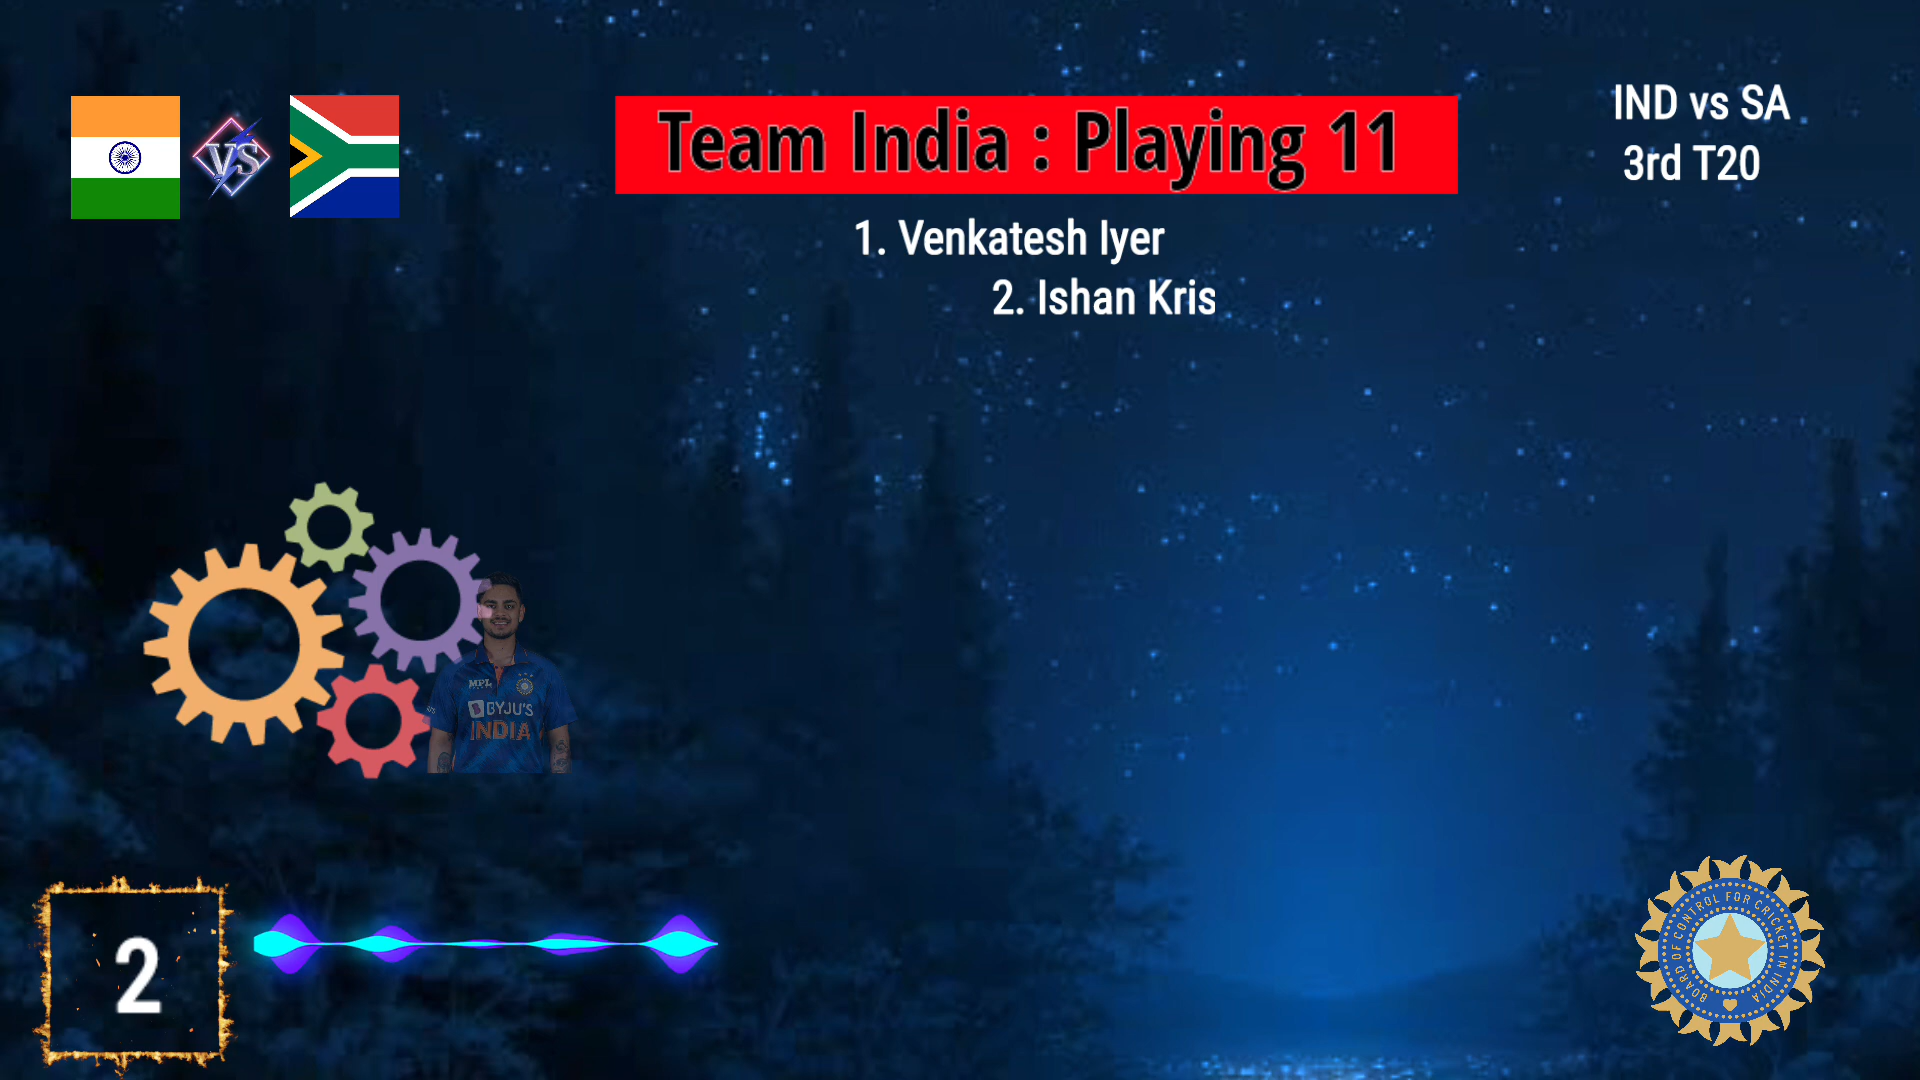 VS
Team India : Playing 11
IND vs SA
3rd T20
1. Venkatesh Iyer
2. Ishan Kris
MPL
BYJU'S
INDIA
2
BOARD OF CONTROL FOR CRICKET IN INDIA